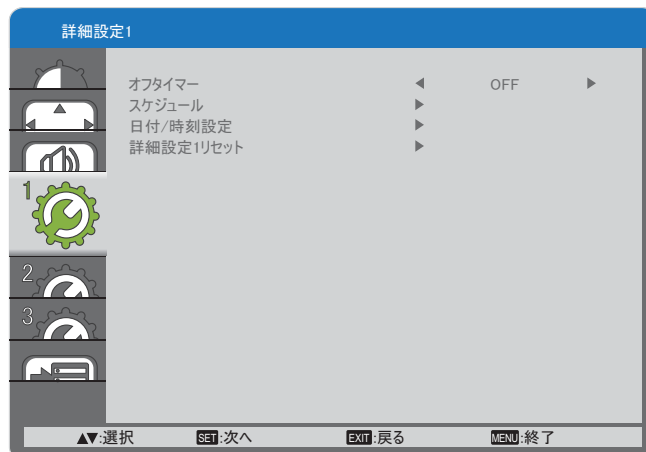 詳細設定1
オフタイマー ◀ OFF ▶
スケジュール ▶
日付/時刻設定 ▶
詳細設定1リセット ▶
1
2
3
▲▼:選択 SET:次へ EXIT:戻る MENU:終了